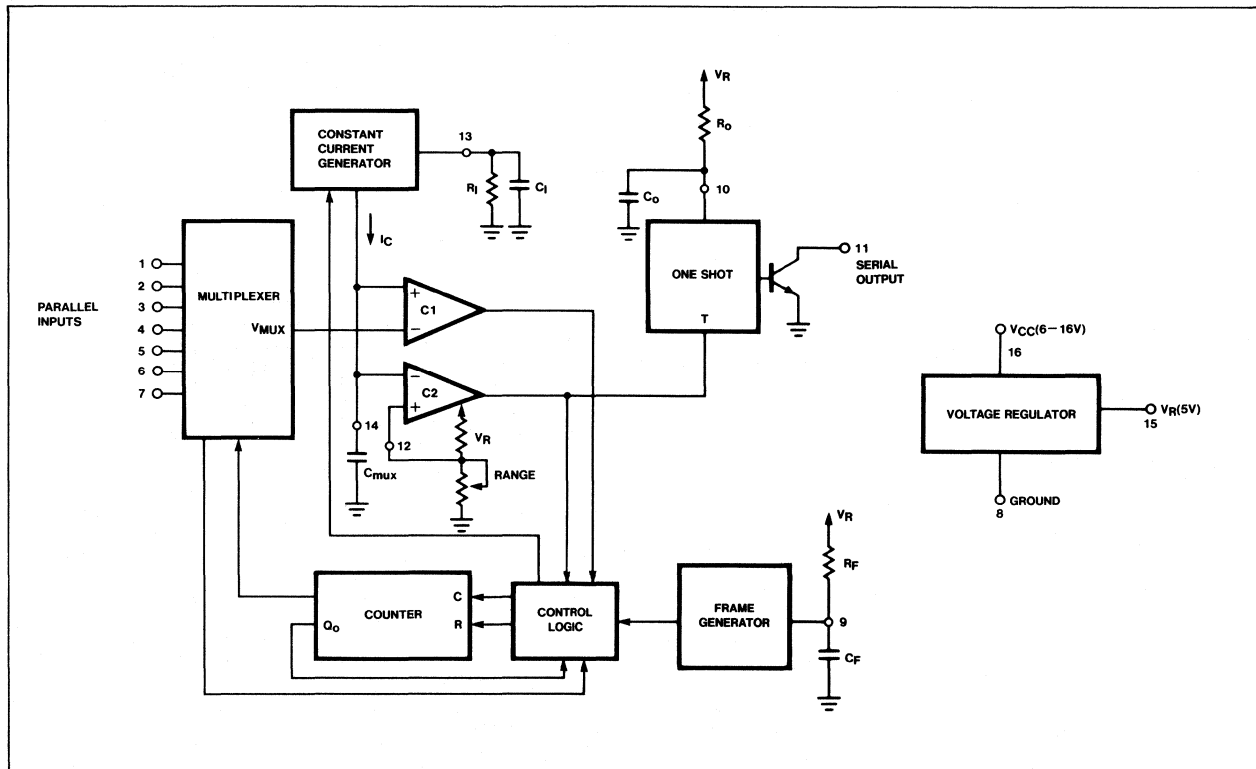 VR
RO
CONSTANT
CURRENT
GENERATOR
13
RI
CI
CO
10
IC
ONE SHOT
T
11
SERIAL
OUTPUT
PARALLEL
INPUTS
1
2
3
4
5
6
7
MULTIPLEXER
VMUX
+
C1
−
−
C2
+
14
12
Cmux
VR
RANGE
VCC(6−16V)
16
VOLTAGE REGULATOR
VR(5V)
15
GROUND
8
COUNTER
QO
C
R
CONTROL
LOGIC
FRAME
GENERATOR
VR
RF
9
CF